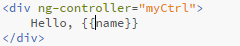 <div ng-controller="myCtrl">
    Hello, {{name}}
</div>